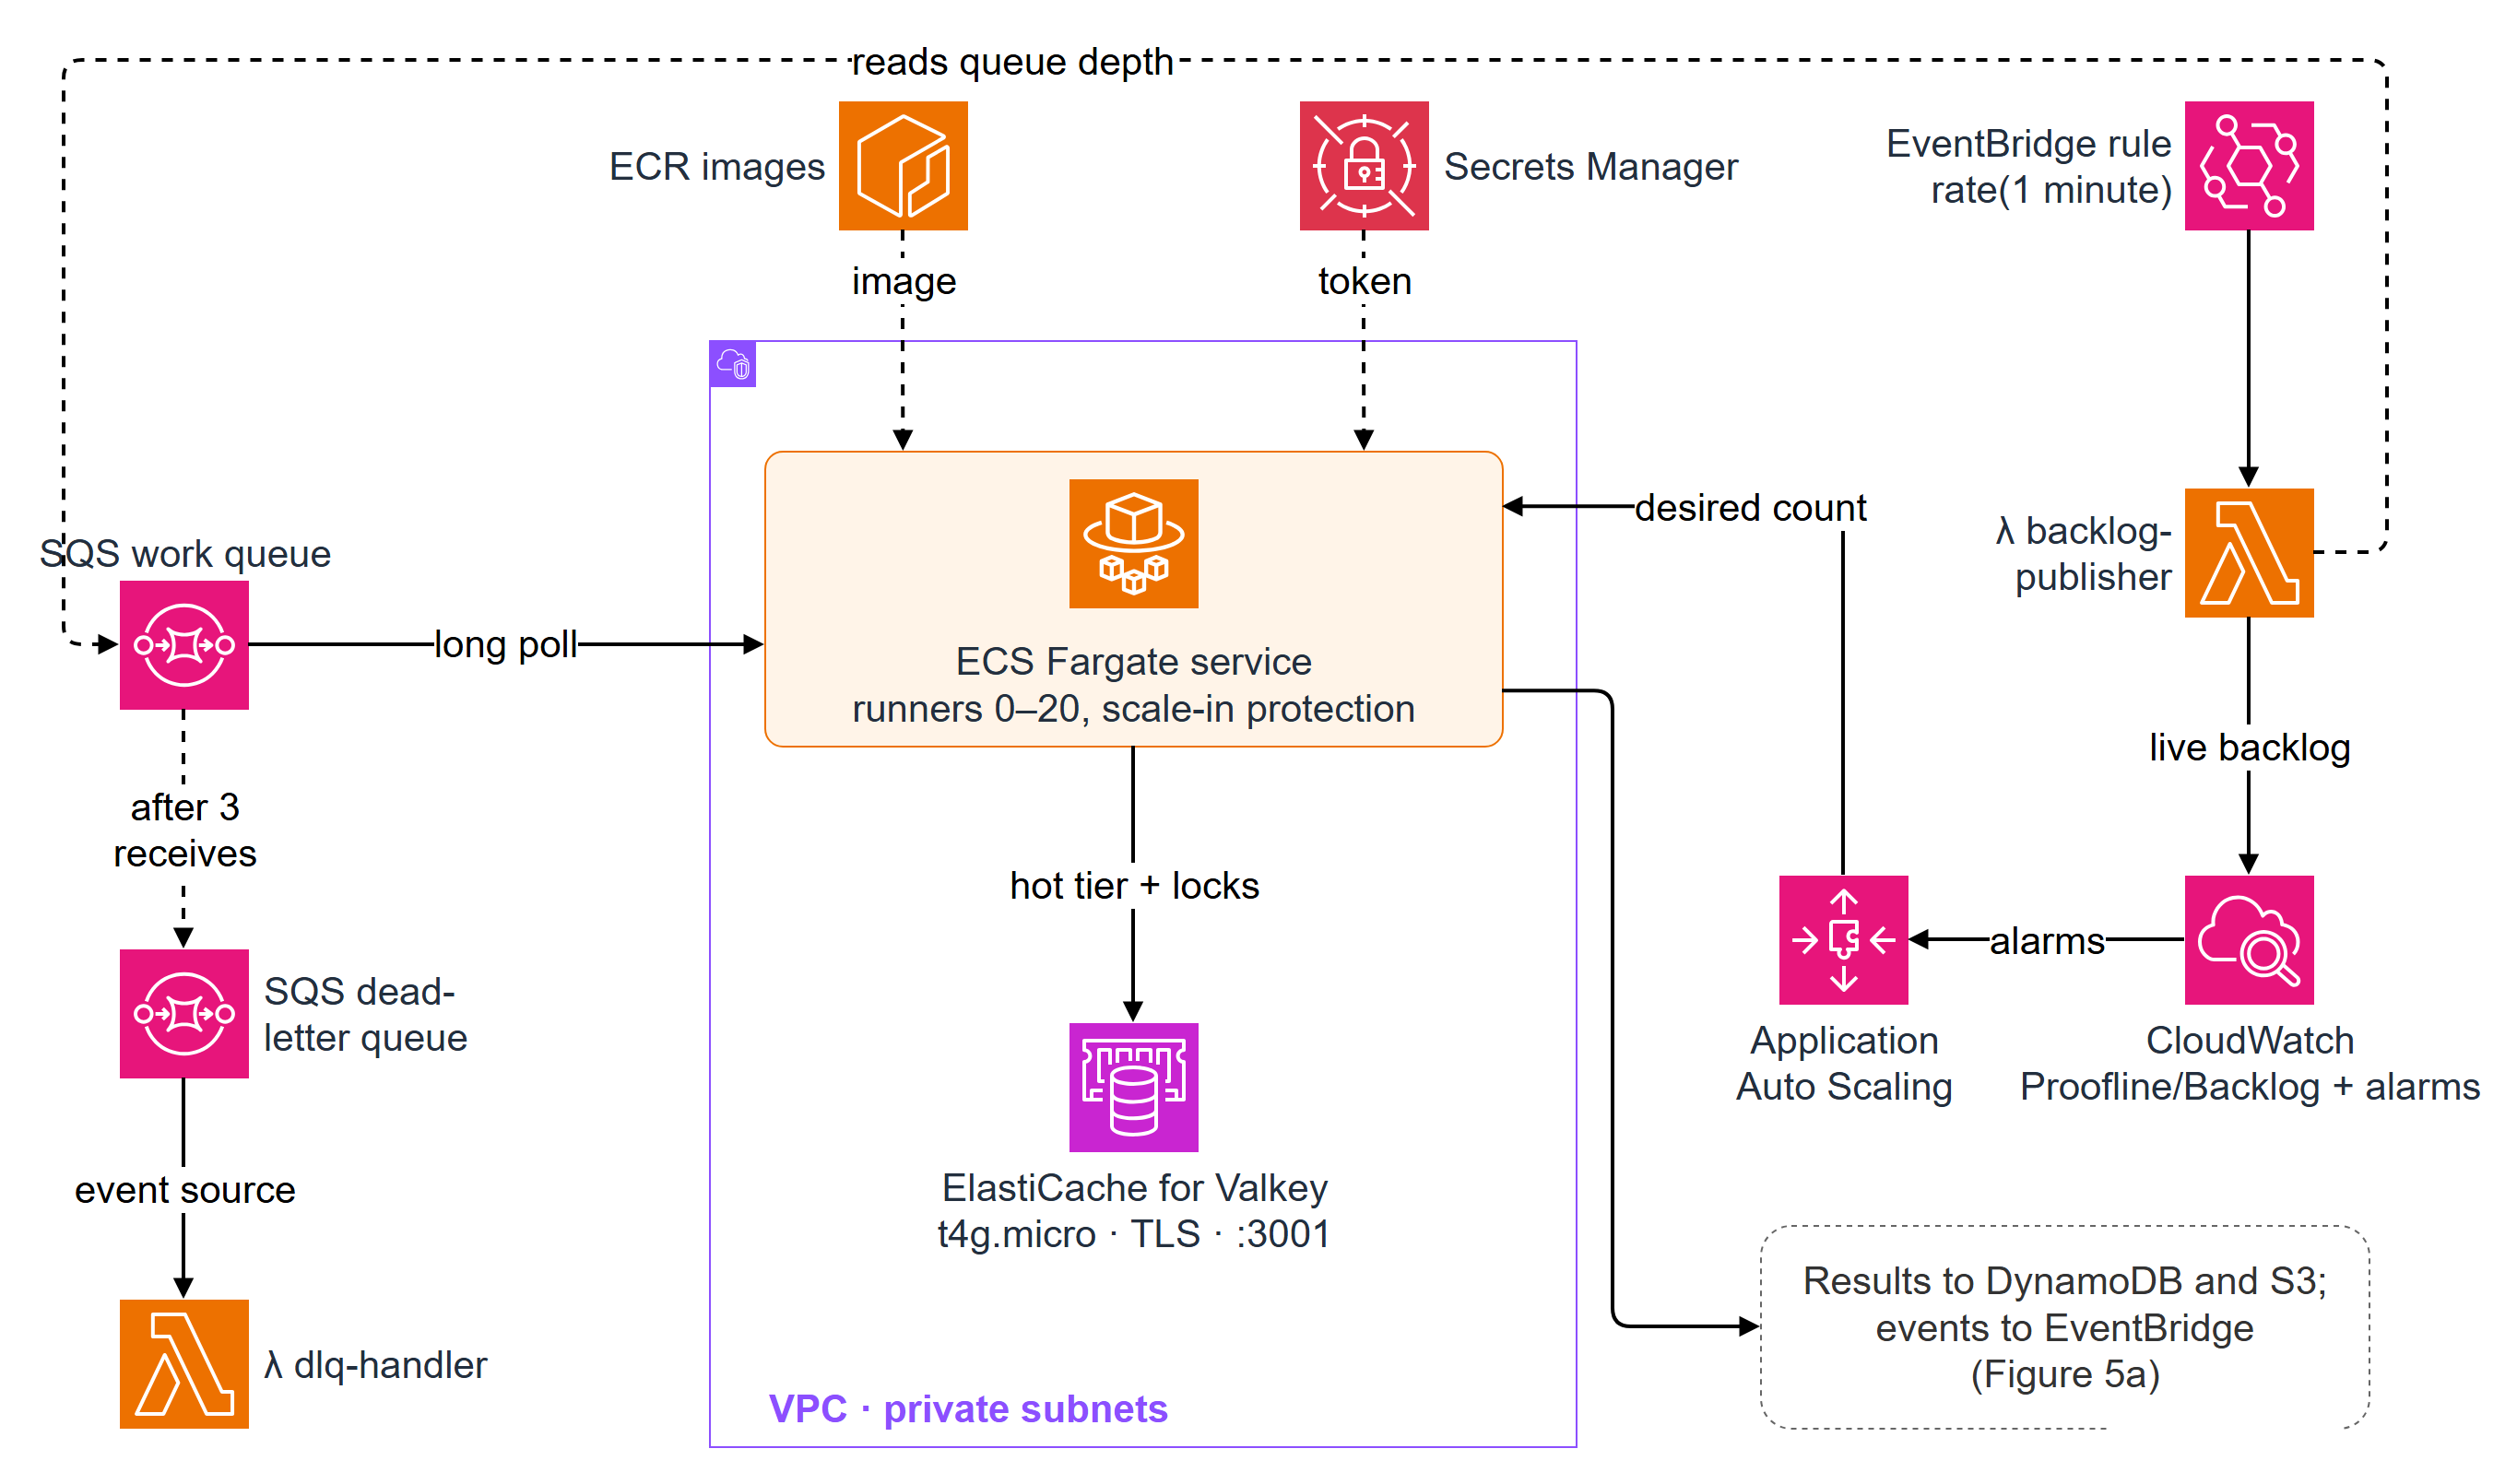 reads queue depth
ECR images
Secrets Manager
EventBridge rule
rate(1 minute)
image
token
desired count
λ backlog-
publisher
SQS work queue
long poll
ECS Fargate service
runners 0–20, scale-in protection
live backlog
after 3
receives
hot tier + locks
alarms
SQS dead-
letter queue
Application
Auto Scaling
CloudWatch
Proofline/Backlog + alarms
event source
ElastiCache for Valkey
t4g.micro · TLS · :3001
Results to DynamoDB and S3;
events to EventBridge
(Figure 5a)
λ dlq-handler
VPC · private subnets